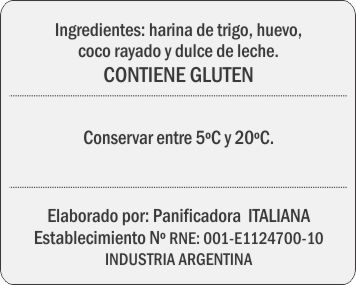 Ingredientes: harina de trigo, huevo,
coco rayado y dulce de leche.
CONTIENE GLUTEN
Conservar entre 5ºC y 20ºC.
Elaborado por: Panificadora ITALIANA
Establecimiento Nº RNE: 001-E1124700-10
INDUSTRIA ARGENTINA